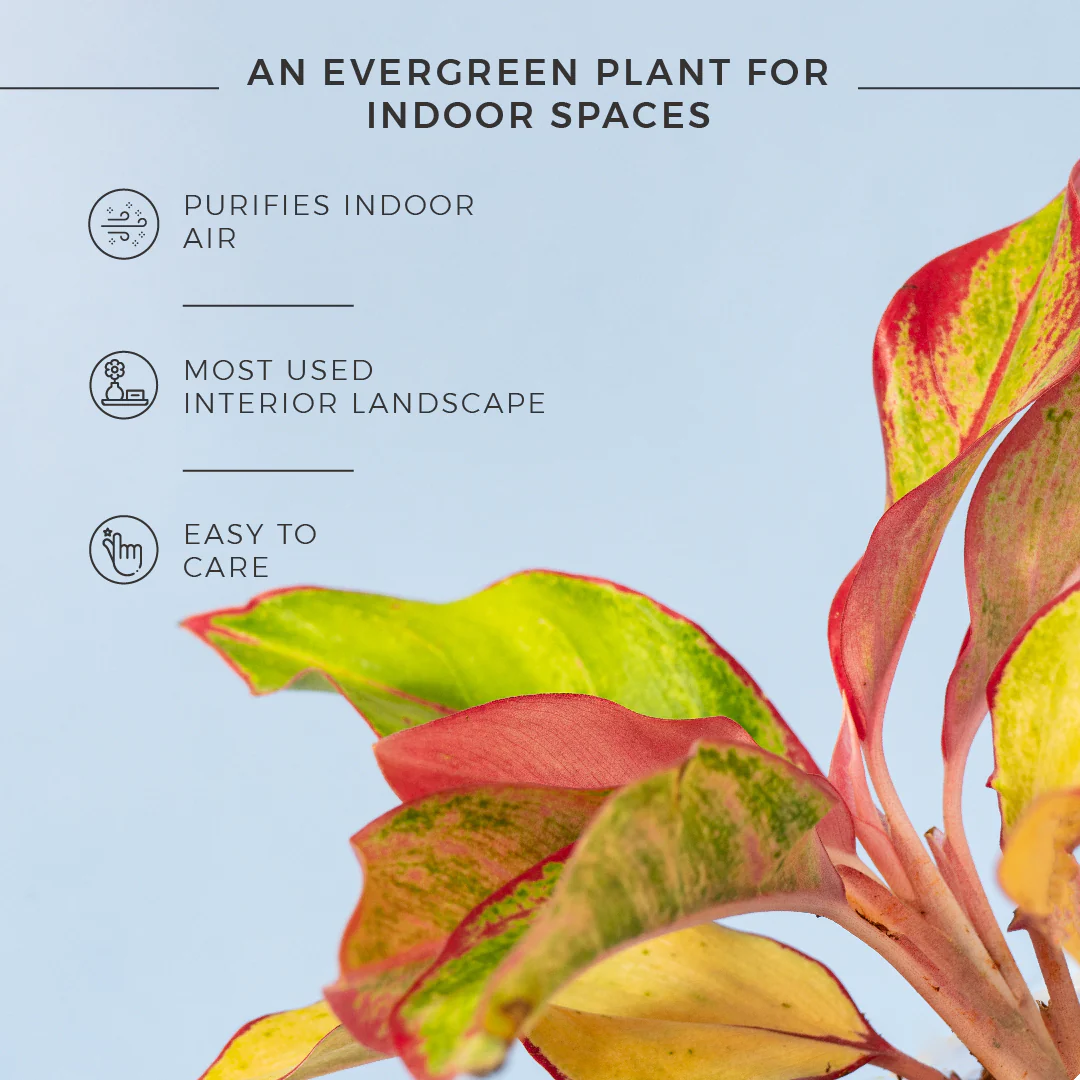 AN EVERGREEN PLANT FOR
INDOOR SPACES
PURIFIES INDOOR
AIR
MOST USED
INTERIOR LANDSCAPE
EASY TO
CARE